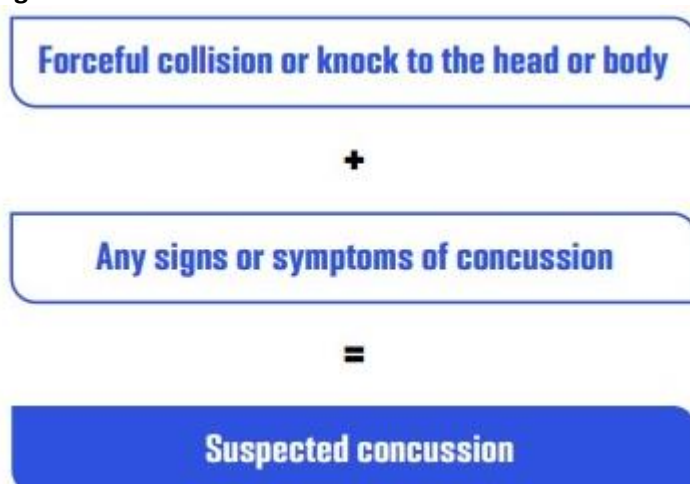 Forceful collision or knock to the head or body
+
Any signs or symptoms of concussion
=
Suspected concussion